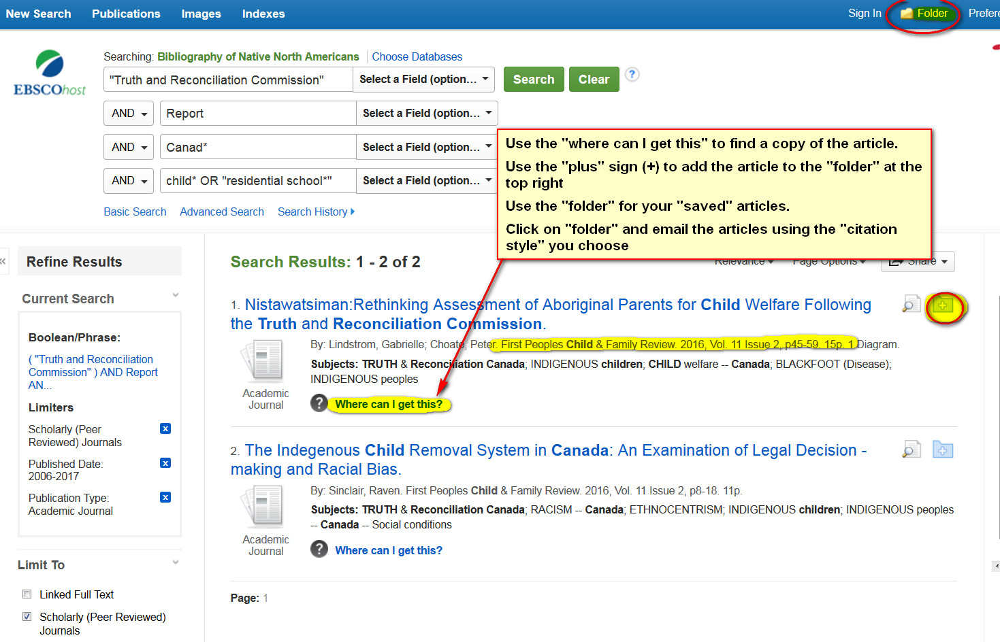 New Search Publications Images Indexes Sign In Folder Prefere
Searching: Bibliography of Native North Americans Choose Databases
EBSCOhost
"Truth and Reconciliation Commission" Select a Field (option... Search Clear ?
AND Report Select a Field (option...
AND Canad* Select a Field (option...
AND child* OR "residential school*" Select a Field (option...
Basic Search Advanced Search Search History
Use the "where can I get this" to find a copy of the article.
Use the "plus" sign (+) to add the article to the "folder" at the
top right
Use the "folder" for your "saved" articles.
Click on "folder" and email the articles using the "citation
style" you choose
«
Refine Results
Current Search
Boolean/Phrase:
( "Truth and Reconciliation
Commission" ) AND Report
AN...
Limiters
Scholarly (Peer x
Reviewed) Journals
Published Date: x
2006-2017
Publication Type: x
Academic Journal
Limit To
Linked Full Text
Scholarly (Peer Reviewed)
Journals
Search Results: 1 - 2 of 2 Relevance Page Options Share
1. Nistawatsiman:Rethinking Assessment of Aboriginal Parents for Child Welfare Following
the Truth and Reconciliation Commission.
By: Lindstrom, Gabrielle; Choate, Peter. First Peoples Child & Family Review. 2016, Vol. 11 Issue 2, p45-59. 15p. 1 Diagram.
Subjects: TRUTH & Reconciliation Canada; INDIGENOUS children; CHILD welfare -- Canada; BLACKFOOT (Disease);
INDIGENOUS peoples
Academic
Journal
? Where can I get this?
2. The Indegenous Child Removal System in Canada: An Examination of Legal Decision -
making and Racial Bias.
By: Sinclair, Raven. First Peoples Child & Family Review. 2016, Vol. 11 Issue 2, p8-18. 11p.
Subjects: TRUTH & Reconciliation Canada; RACISM -- Canada; ETHNOCENTRISM; INDIGENOUS children; INDIGENOUS peoples
-- Canada -- Social conditions
Academic
Journal
? Where can I get this?
Page: 1